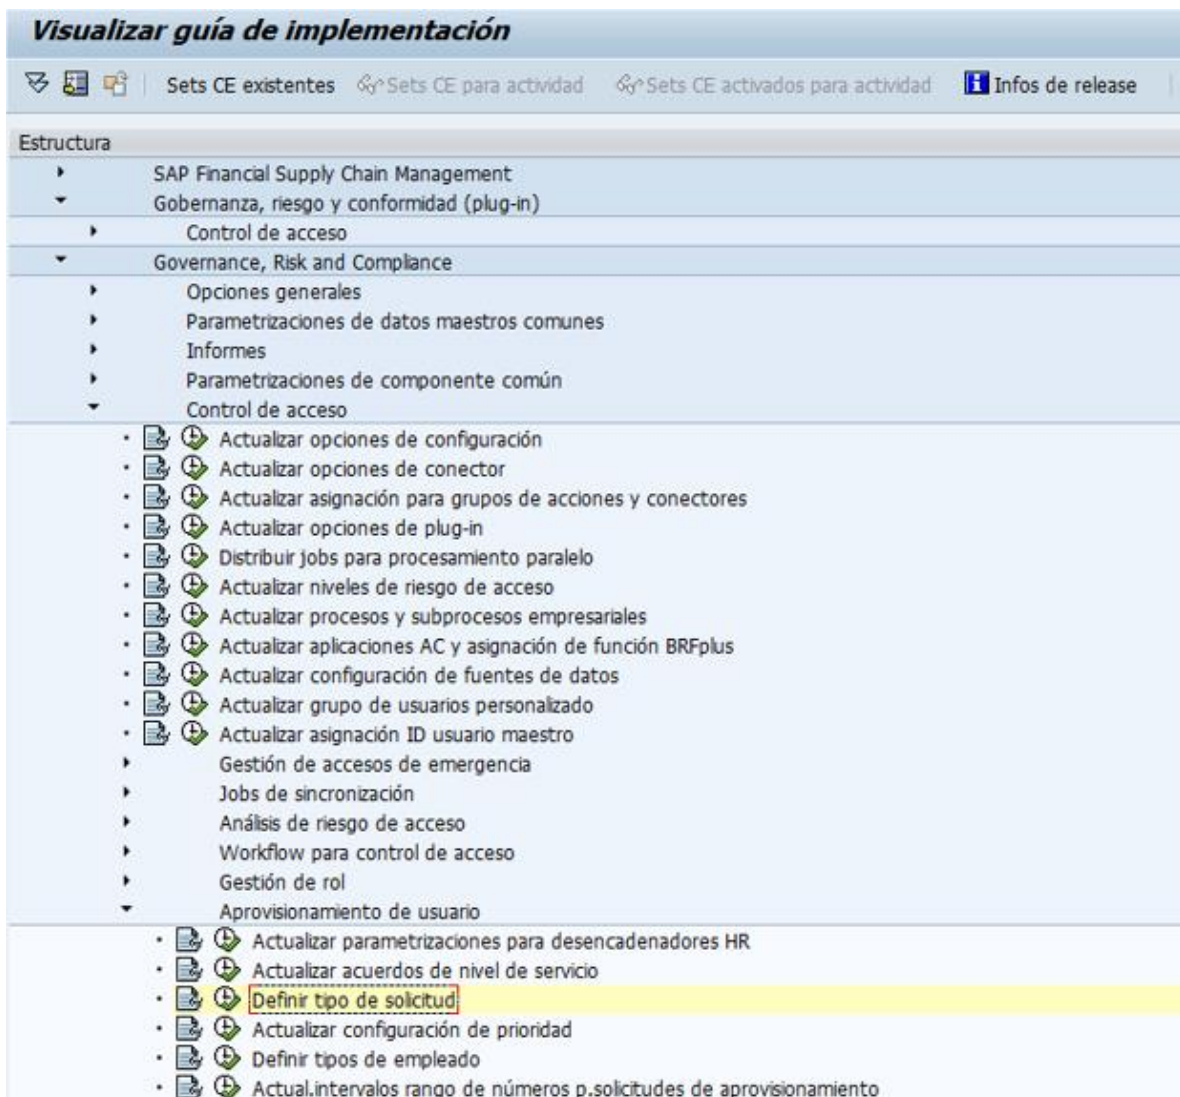 Visualizar guía de implementación
Sets CE existentes Sets CE para actividad Sets CE activados para actividad Infos de release
Estructura
SAP Financial Supply Chain Management
Gobernanza, riesgo y conformidad (plug-in)
Control de acceso
Governance, Risk and Compliance
Opciones generales
Parametrizaciones de datos maestros comunes
Informes
Parametrizaciones de componente común
Control de acceso
Actualizar opciones de configuración
Actualizar opciones de conector
Actualizar asignación para grupos de acciones y conectores
Actualizar opciones de plug-in
Distribuir jobs para procesamiento paralelo
Actualizar niveles de riesgo de acceso
Actualizar procesos y subprocesos empresariales
Actualizar aplicaciones AC y asignación de función BRFplus
Actualizar configuración de fuentes de datos
Actualizar grupo de usuarios personalizado
Actualizar asignación ID usuario maestro
Gestión de accesos de emergencia
Jobs de sincronización
Análisis de riesgo de acceso
Workflow para control de acceso
Gestión de rol
Aprovisionamiento de usuario
Actualizar parametrizaciones para desencadenadores HR
Actualizar acuerdos de nivel de servicio
Definir tipo de solicitud
Actualizar configuración de prioridad
Definir tipos de empleado
Actual.intervalos rango de números p.solicitudes de aprovisionamiento